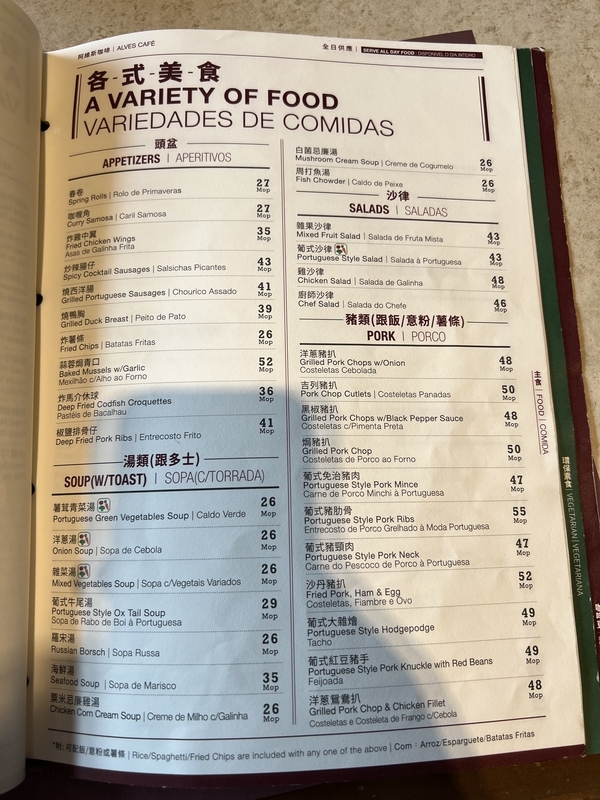 阿維斯咖啡 | ALVES CAFÉ
全日供應 | SERVE ALL DAY FOOD | DISPONÍVEL O DIA INTEIRO
各-式-美-食
A VARIETY OF FOOD
VARIEDADES DE COMIDAS
頭盆
APPETIZERS | APERITIVOS
春卷
Spring Rolls | Rolo de Primaveras
27
Mop
咖喱角
Curry Samosa | Caril Samosa
27
Mop
炸雞中翼
Fried Chicken Wings
Asas de Galinha Frita
35
Mop
炒辣腸仔
Spicy Cocktail Sausages | Salsichas Picantes
43
Mop
燒西洋腸
Grilled Portuguese Sausages | Chouriço Assado
41
Mop
燒鴨胸
Grilled Duck Breast | Peito de Pato
39
Mop
炸薯條
Fried Chips | Batatas Fritas
26
Mop
蒜蓉焗青口
Baked Mussels w/Garlic
Mexilhão c/Alho ao Forno
52
Mop
炸馬介休球
Deep Fried Codfish Croquettes
Pastéis de Bacalhau
36
Mop
椒鹽排骨仔
Deep Fried Pork Ribs | Entrecosto Frito
41
Mop
湯類(跟多士)
SOUP(W/TOAST) | SOPA(C/TORRADA)
薯茸青菜湯
Portuguese Green Vegetables Soup | Caldo Verde
26
Mop
洋蔥湯
Onion Soup | Sopa de Cebola
26
Mop
雜菜湯
Mixed Vegetables Soup | Sopa c/Vegetais Variados
26
Mop
葡式牛尾湯
Portuguese Style Ox Tail Soup
Sopa de Rabo de Boi à Portuguesa
29
Mop
羅宋湯
Russian Borsch | Sopa Russa
26
Mop
海鮮湯
Seafood Soup | Sopa de Marisco
35
Mop
粟米忌廉雞湯
Chicken Corn Cream Soup | Creme de Milho c/Galinha
26
Mop
白菌忌廉湯
Mushroom Cream Soup | Creme de Cogumelo
26
Mop
周打魚湯
Fish Chowder | Caldo de Peixe
26
Mop
沙律
SALADS | SALADAS
雜果沙律
Mixed Fruit Salad | Salada de Fruta Mista
43
Mop
葡式沙律
Portuguese Style Salad | Salada à Portuguesa
43
Mop
雞沙律
Chicken Salad | Salada de Galinha
48
Mop
廚師沙律
Chef Salad | Salada do Chefe
46
Mop
豬類(跟飯/意粉/薯條)
PORK | PORCO
洋蔥豬扒
Grilled Pork Chops w/Onion
Costeletas Cebolada
48
Mop
吉列豬扒
Pork Chop Cutlets | Costeletas Panadas
50
Mop
黑椒豬扒
Grilled Pork Chops w/Black Pepper Sauce
Costeletas c/Pimenta Preta
48
Mop
焗豬扒
Grilled Pork Chop
Costeletas de Porco ao Forno
50
Mop
葡式免治豬肉
Portuguese Style Pork Mince
Carne de Porco Minchi à Portuguesa
47
Mop
葡式豬肋骨
Portuguese Style Pork Ribs
Entrecosto de Porco Grelhado à Moda Portuguesa
55
Mop
葡式豬頸肉
Portuguese Style Pork Neck
Carne do Pescoco de Porco à Portuguesa
47
Mop
沙丹豬扒
Fried Pork, Ham & Egg
Costeletas, Fiambre e Ovo
52
Mop
葡式大雜燴
Portuguese Style Hodgepodge
Tacho
49
Mop
葡式紅豆豬手
Portuguese Style Pork Knuckle with Red Beans
Feijoada
49
Mop
洋蔥鴛鴦扒
Grilled Pork Chop & Chicken Fillet
Costeletas e Costeleta de Frango c/Cebola
48
Mop
*附: 可配飯/意粉或薯條 | Rice/Spaghetti/Fried Chips are included with any one of the above | Com : Arroz/Esparguete/Batatas Fritas
主食 | FOOD | COMIDA
環保素食 | VEGETARIAN | VEGETARIANA